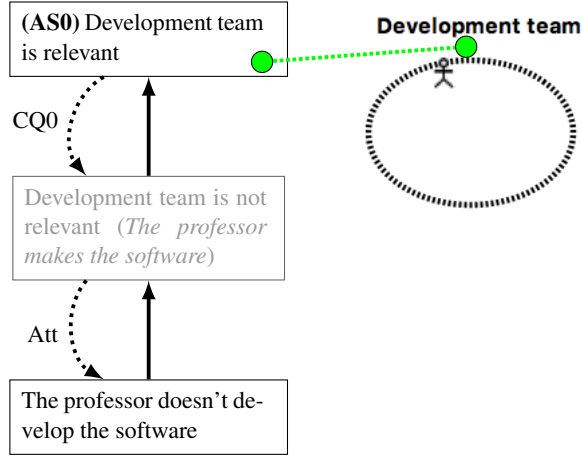 (AS0) Development team
is relevant
Development team
CQ0
Development team is not
relevant (The professor
makes the software)
Att
The professor doesn't de-
velop the software